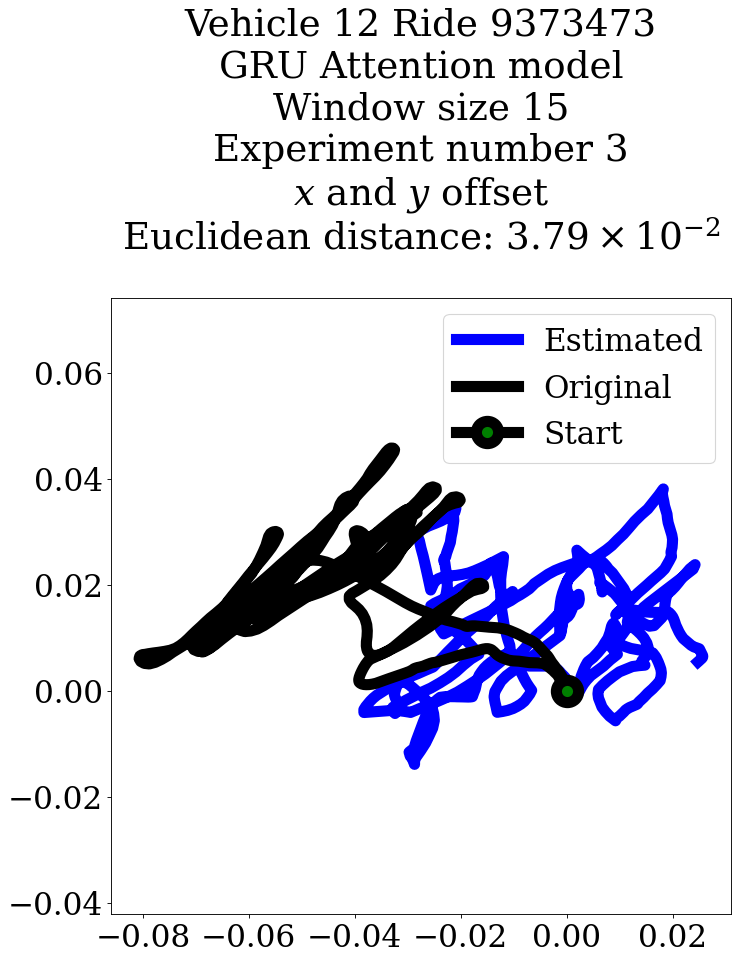 Vehicle 12 Ride 9373473
GRU Attention model
Window size 15
Experiment number 3
x and y offset
Euclidean distance: 3.79 × 10⁻²
Estimated
Original
Start
0.06
0.04
0.02
0.00
−0.02
−0.04
−0.08 −0.06 −0.04 −0.02 0.00 0.02